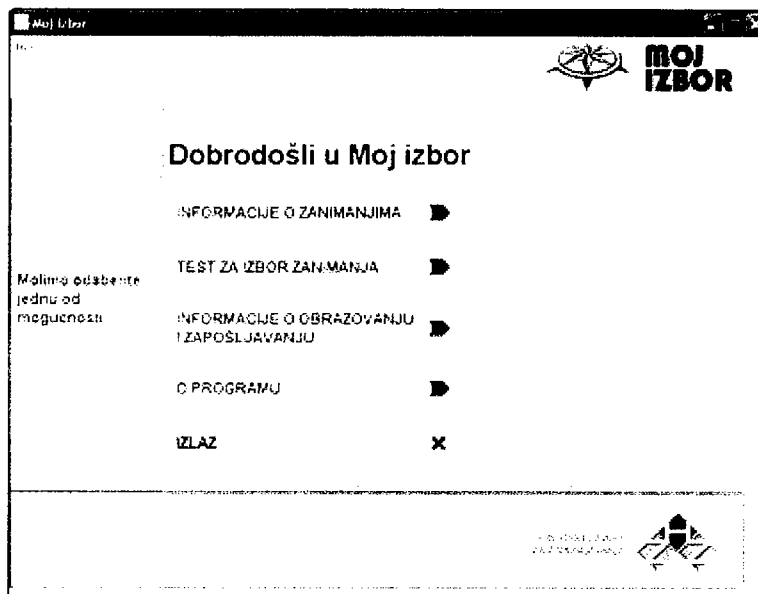 Moj Izbor
MOJ
IZBOR
Dobrodošli u Moj izbor
INFORMACIJE O ZANIMANJIMA
TEST ZA IZBOR ZANIMANJA
Molimo odaberite
jednu od
mogucnosti
INFORMACIJE O OBRAZOVANJU
I ZAPOŠLJAVANJU
O PROGRAMU
IZLAZ